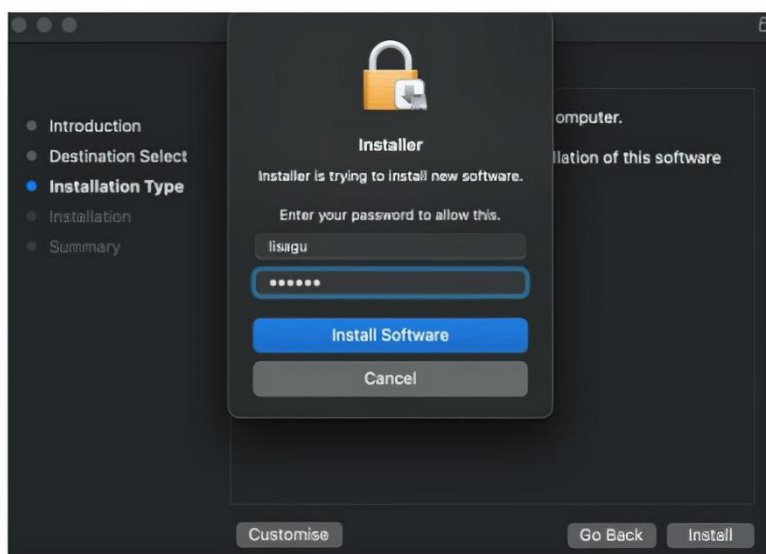 Introduction
Destination Select
Installation Type
Installation
Summary
omputer.
llation of this software
Installer
Installer is trying to install new software.
Enter your password to allow this.
lisagu
••••••
Install Software
Cancel
Customise
Go Back
Install